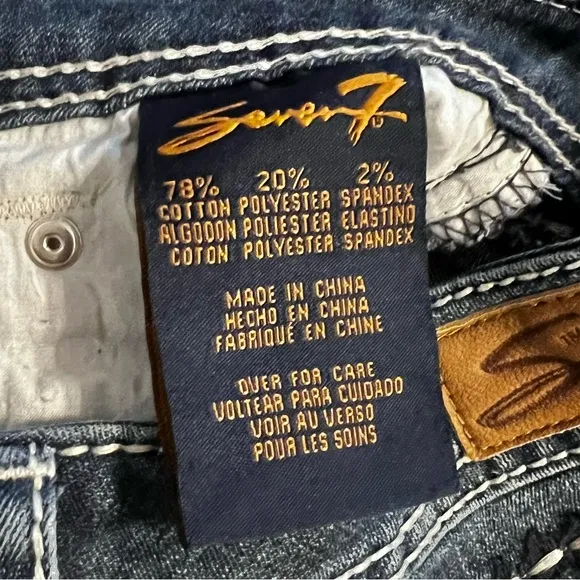 Seven7
78% 20% 2%
COTTON POLYESTER SPANDEX
ALGODON POLIESTER ELASTINO
COTON POLYESTER SPANDEX
MADE IN CHINA
HECHO EN CHINA
FABRIQUÉ EN CHINE
OVER FOR CARE
VOLTEAR PARA CUIDADO
VOIR AU VERSO
POUR LES SOINS